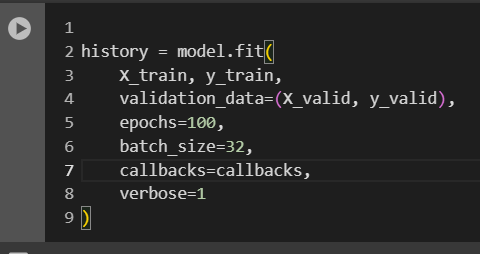 1
2 history = model.fit(
3     X_train, y_train,
4     validation_data=(X_valid, y_valid),
5     epochs=100,
6     batch_size=32,
7     callbacks=callbacks,
8     verbose=1
9 )